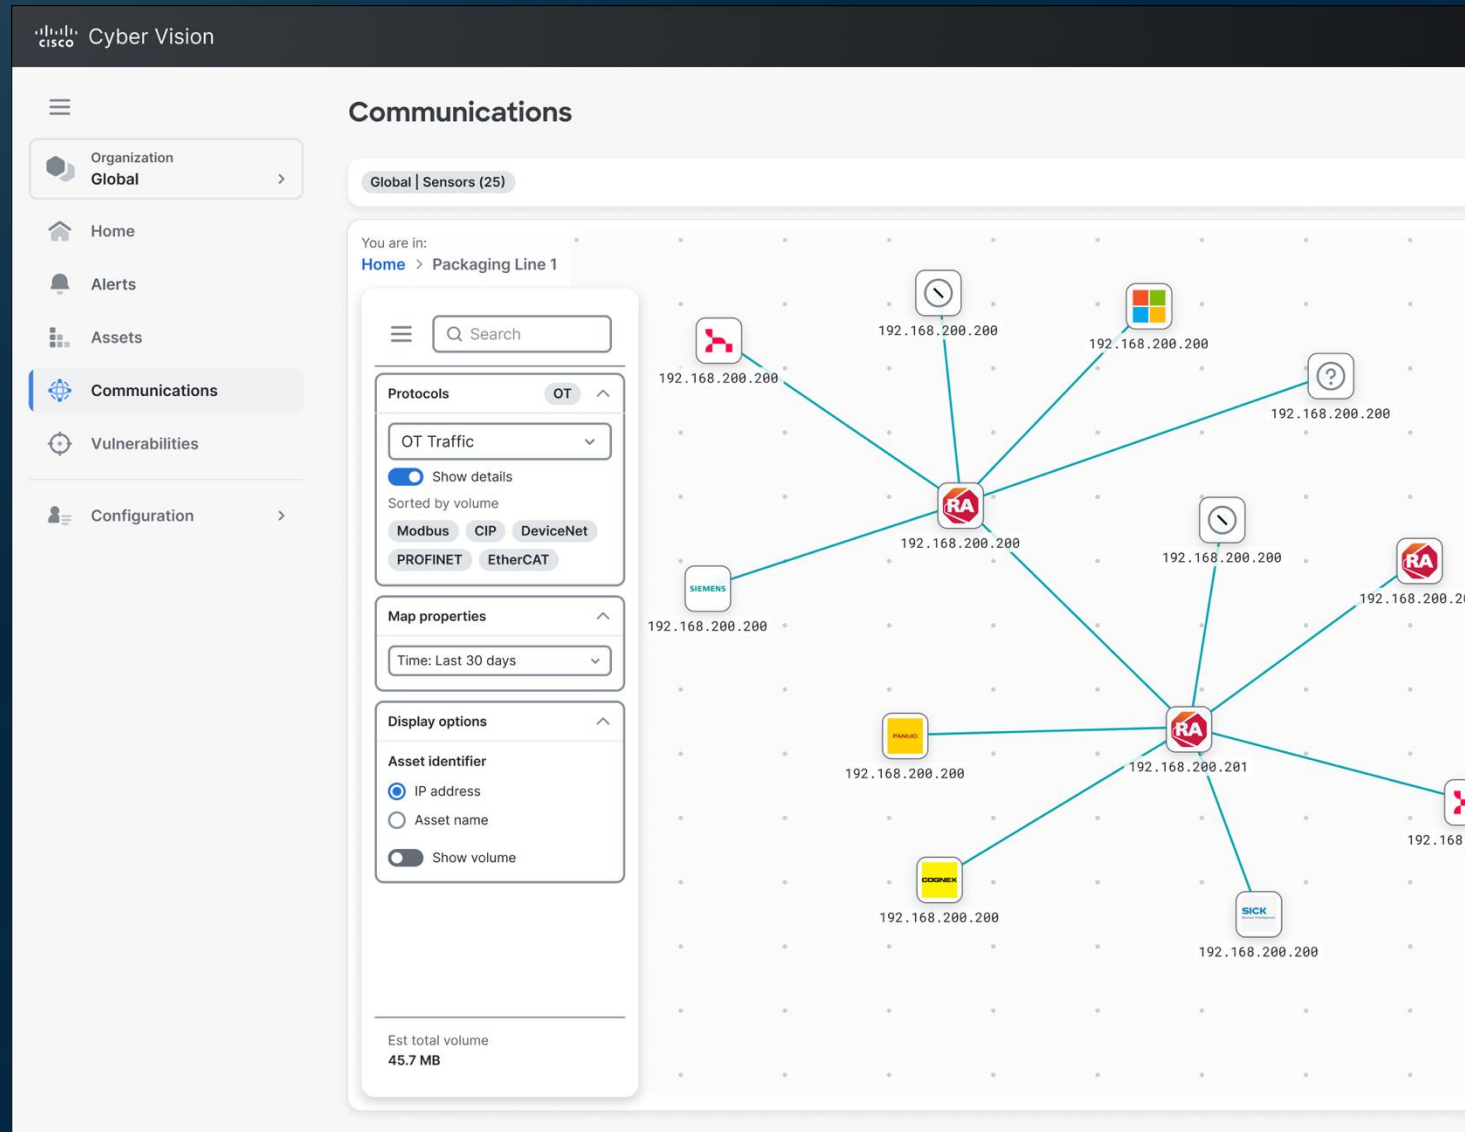 cisco Cyber Vision
Organization
Global
Home
Alerts
Assets
Communications
Vulnerabilities
Configuration
Communications
Global | Sensors (25)
You are in:
Home > Packaging Line 1
Search
Protocols OT
OT Traffic
Show details
Sorted by volume
Modbus CIP DeviceNet
PROFINET EtherCAT
Map properties
Time: Last 30 days
Display options
Asset identifier
IP address
Asset name
Show volume
Est total volume
45.7 MB
192.168.200.200
192.168.200.200
192.168.200.200
192.168.200.200
RA
192.168.200.200
SIEMENS
192.168.200.200
192.168.200.200
RA
192.168.200.20
FANUC
192.168.200.200
RA
192.168.200.201
192.168
COGNEX
192.168.200.200
SICK
192.168.200.200